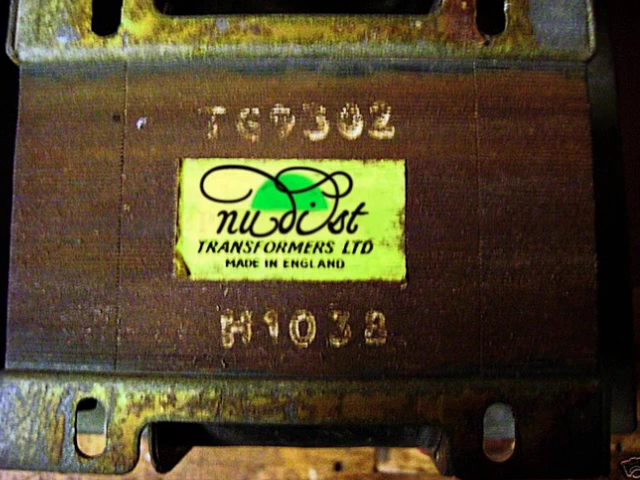 TG9302
nudist
TRANSFORMERS LTD
MADE IN ENGLAND
H1038